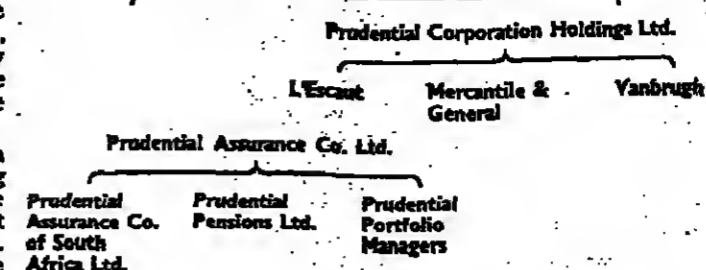 Prudential Corporation Holdings Ltd.
L'Escaut Mercantile & Vanbrugh
General
Prudential Assurance Co. Ltd.
Prudential Prudential Prudential
Assurance Co. Pensions Ltd. Portfolio
of South Managers
Africa Ltd.